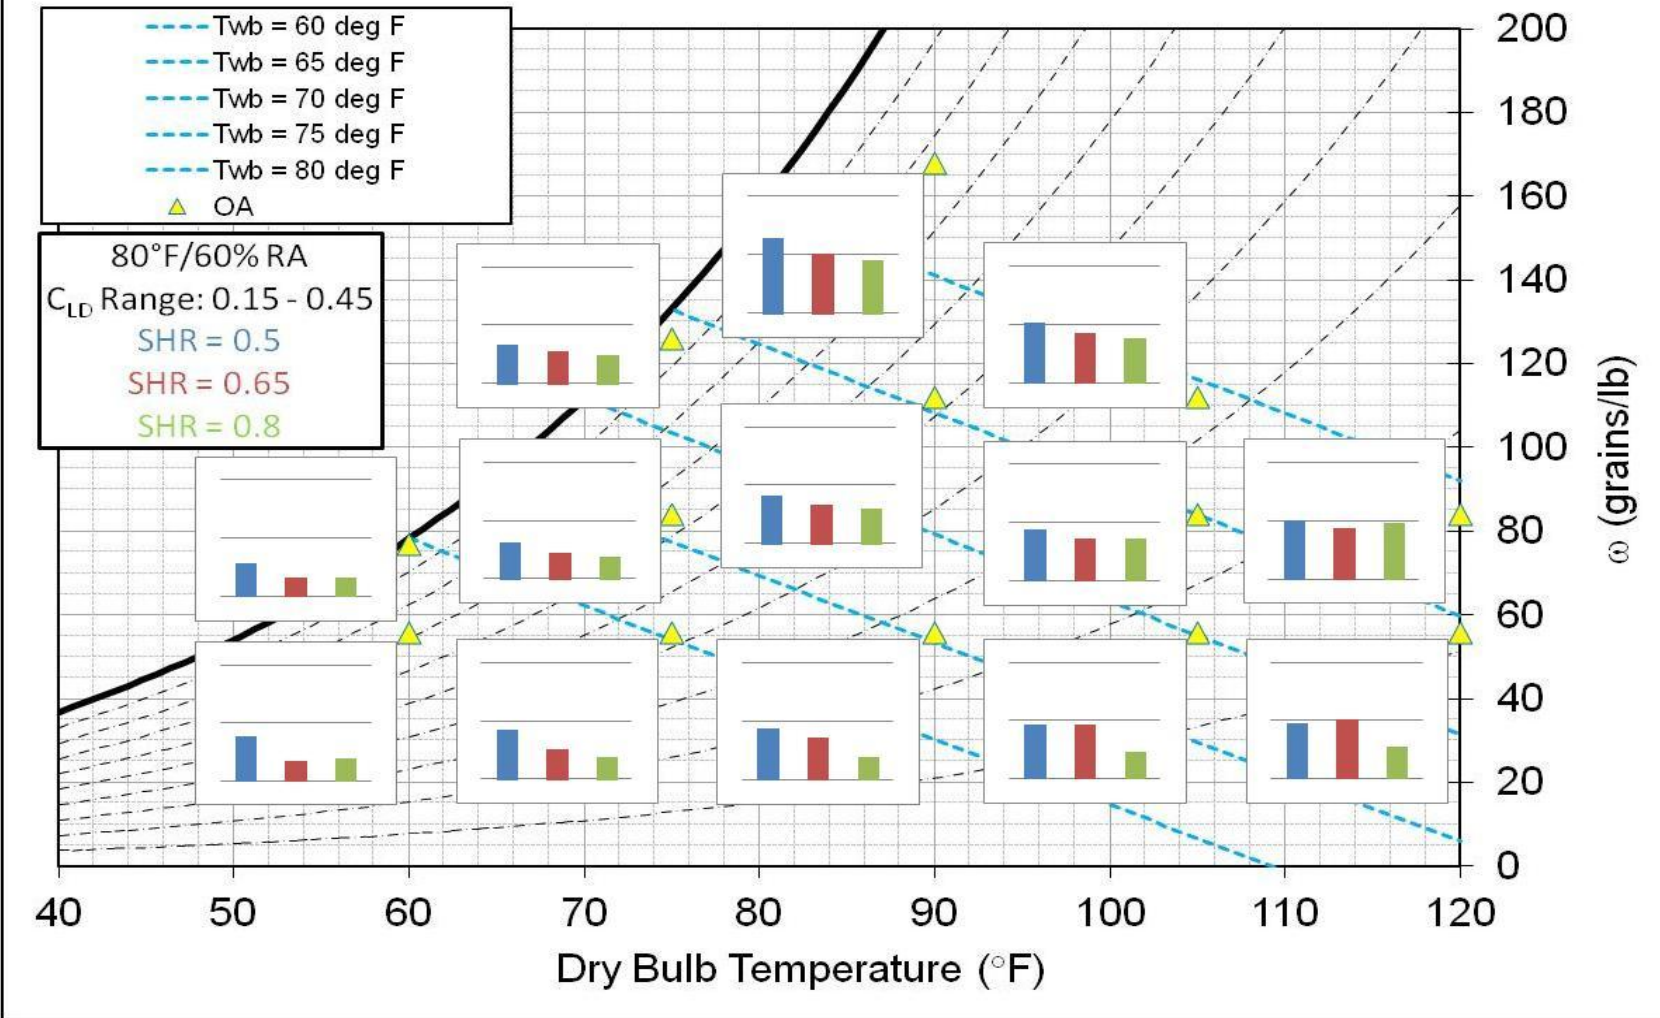 Twb = 60 deg F
Twb = 65 deg F
Twb = 70 deg F
Twb = 75 deg F
Twb = 80 deg F
OA
80°F/60% RA
CLD Range: 0.15 - 0.45
SHR = 0.5
SHR = 0.65
SHR = 0.8
200
180
160
140
120
100
80
60
40
20
0
ω (grains/lb)
40 50 60 70 80 90 100 110 120
Dry Bulb Temperature (°F)